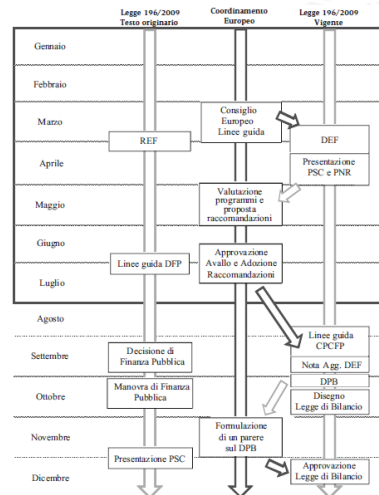 Legge 196/2009
Testo originario
Coordinamento
Europeo
Legge 196/2009
Vigente
Gennaio
Febbraio
Marzo
Consiglio
Europeo
Linee guida
REF
DEF
Aprile
Presentazione
PSC e PNR
Maggio
Valutazione
programmi e
proposta
raccomandazioni
Giugno
Linee guida DFP
Approvazione
Avallo e Adozione
Raccomandazioni
Luglio
Agosto
Linee guida
CPCFP
Settembre
Decisione di
Finanza Pubblica
Nota Agg. DEF
DPB
Ottobre
Manovra di Finanza
Pubblica
Disegno
Legge di Bilancio
Novembre
Formulazione
di un parere
sul DPB
Presentazione PSC
Approvazione
Legge di Bilancio
Dicembre